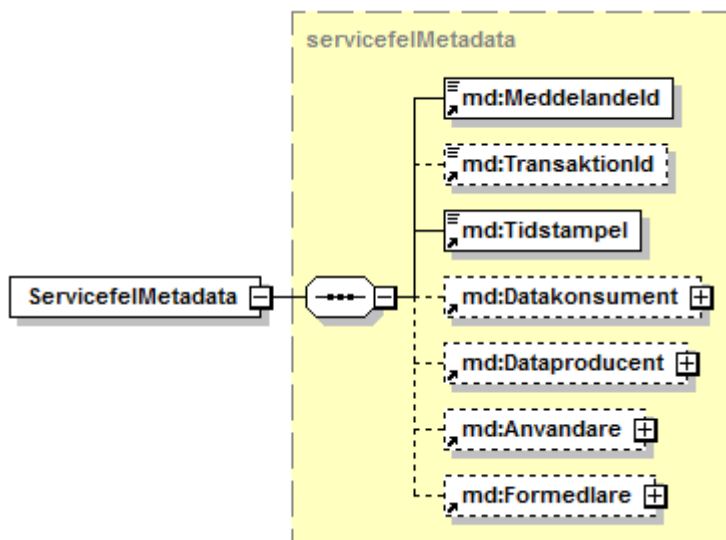 servicefelMetadata
md:MeddelandeId
md:TransaktionId
md:Tidstampel
ServicefelMetadata
md:Datakonsument
md:Dataproducent
md:Anvandare
md:Formedlare